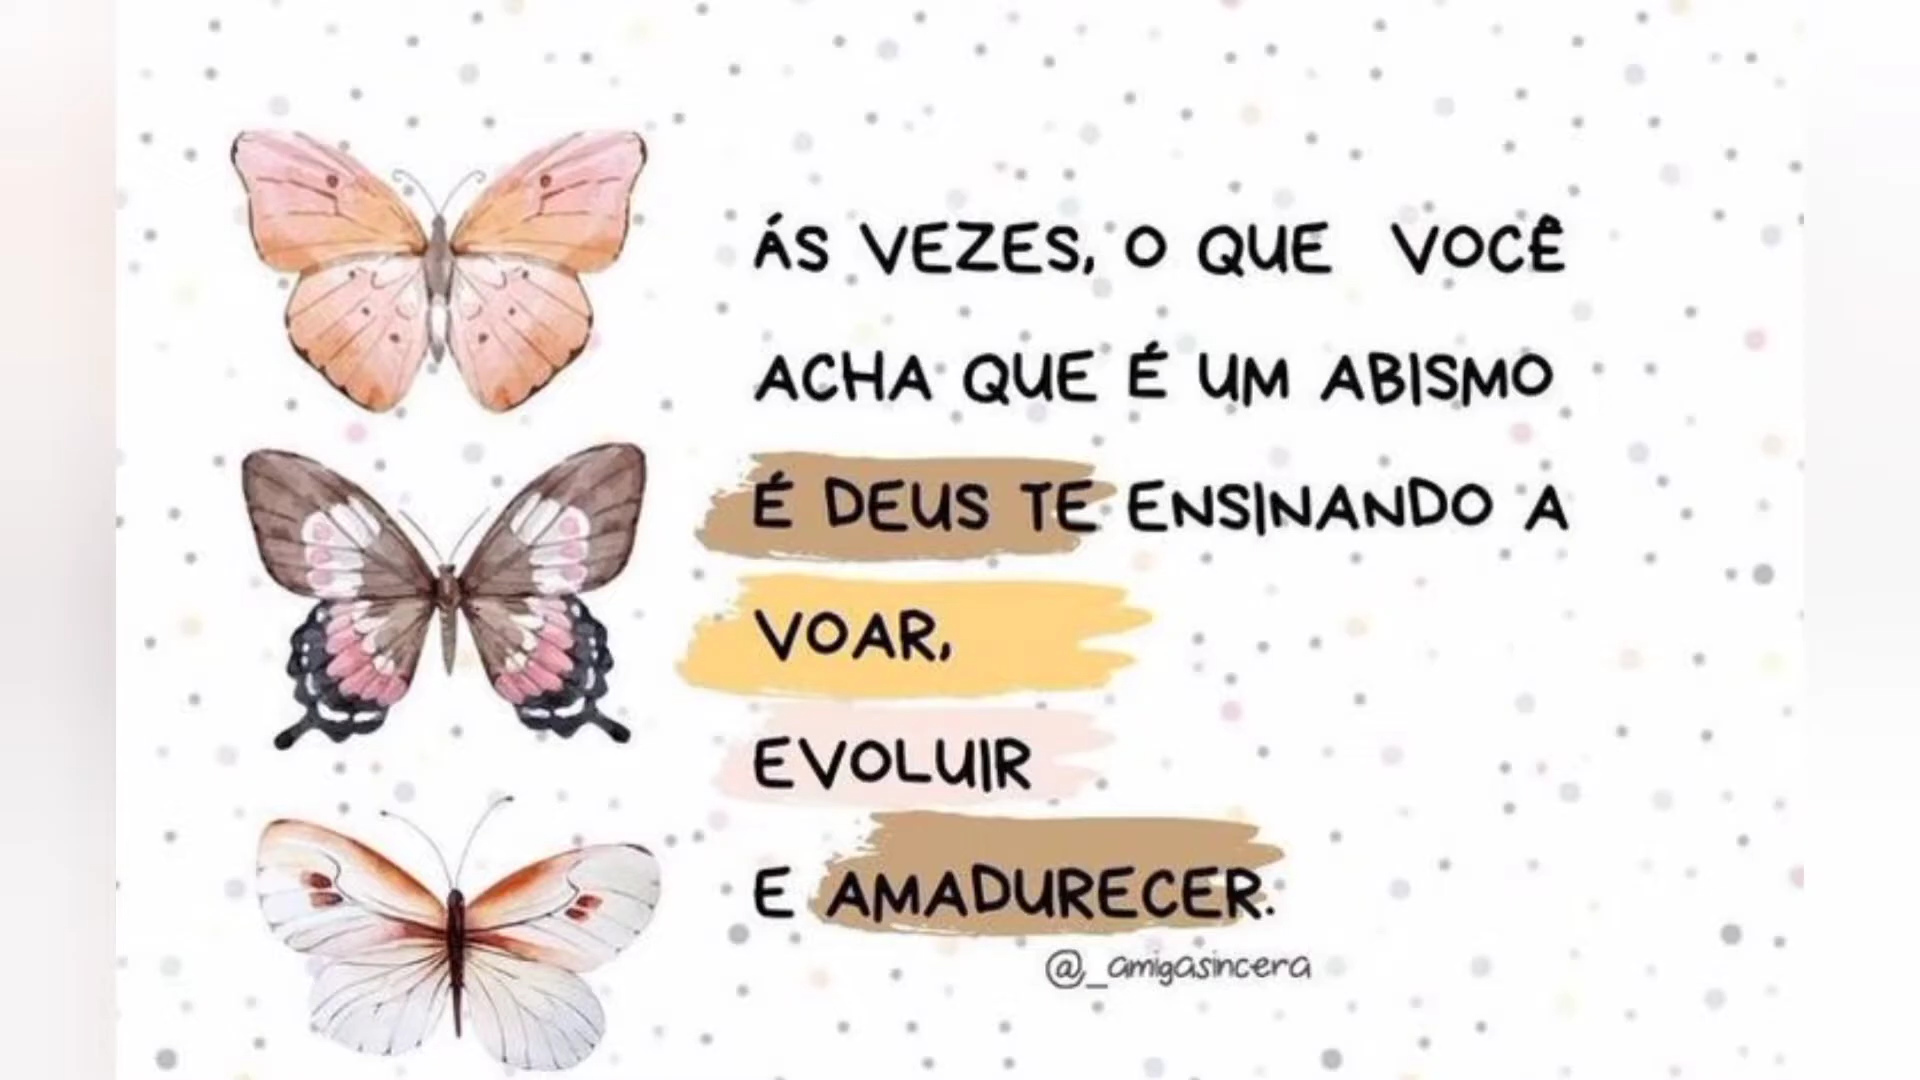 ÁS VEZES, O QUE VOCÊ
ACHA QUE É UM ABISMO
É DEUS TE ENSINANDO A
VOAR,
EVOLUIR
E AMADURECER.
@_amigasincera